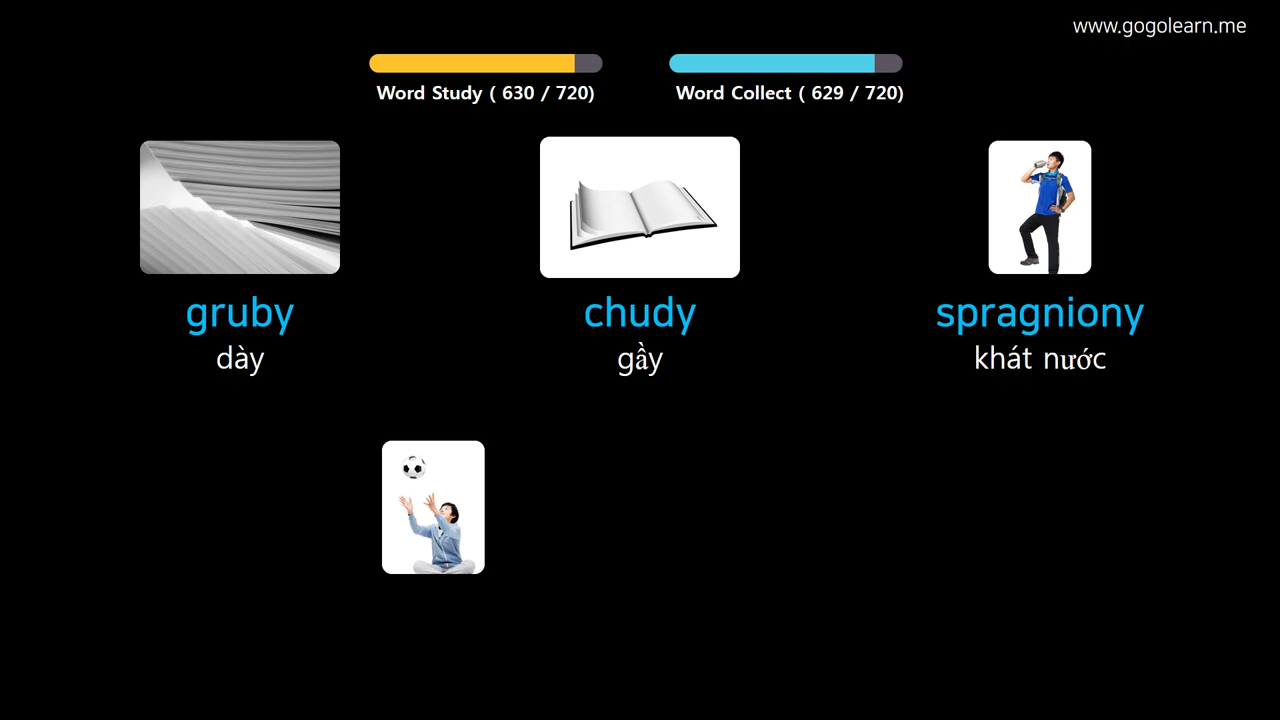 www.gogolearn.me
Word Study ( 630 / 720)
Word Collect ( 629 / 720)
gruby
dày
chudy
gầy
spragniony
khát nước